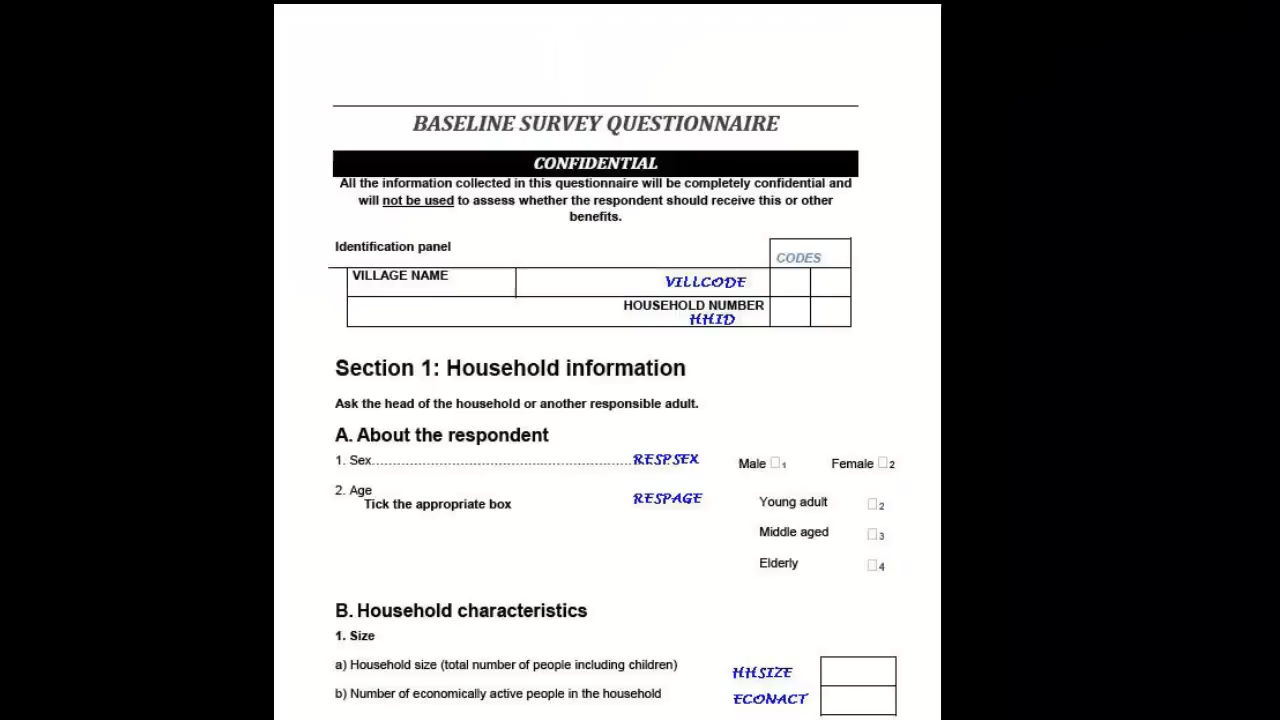 BASELINE SURVEY QUESTIONNAIRE
CONFIDENTIAL
All the information collected in this questionnaire will be completely confidential and
will not be used to assess whether the respondent should receive this or other
benefits.
Identification panel
CODES
VILLAGE NAME VILLCODE
HOUSEHOLD NUMBER
HHID
Section 1: Household information
Ask the head of the household or another responsible adult.
A. About the respondent
1. Sex RESPSEX Male 1 Female 2
2. Age
Tick the appropriate box RESPAGE Young adult 2
Middle aged 3
Elderly 4
B. Household characteristics
1. Size
a) Household size (total number of people including children) HHSIZE
b) Number of economically active people in the household ECONACT